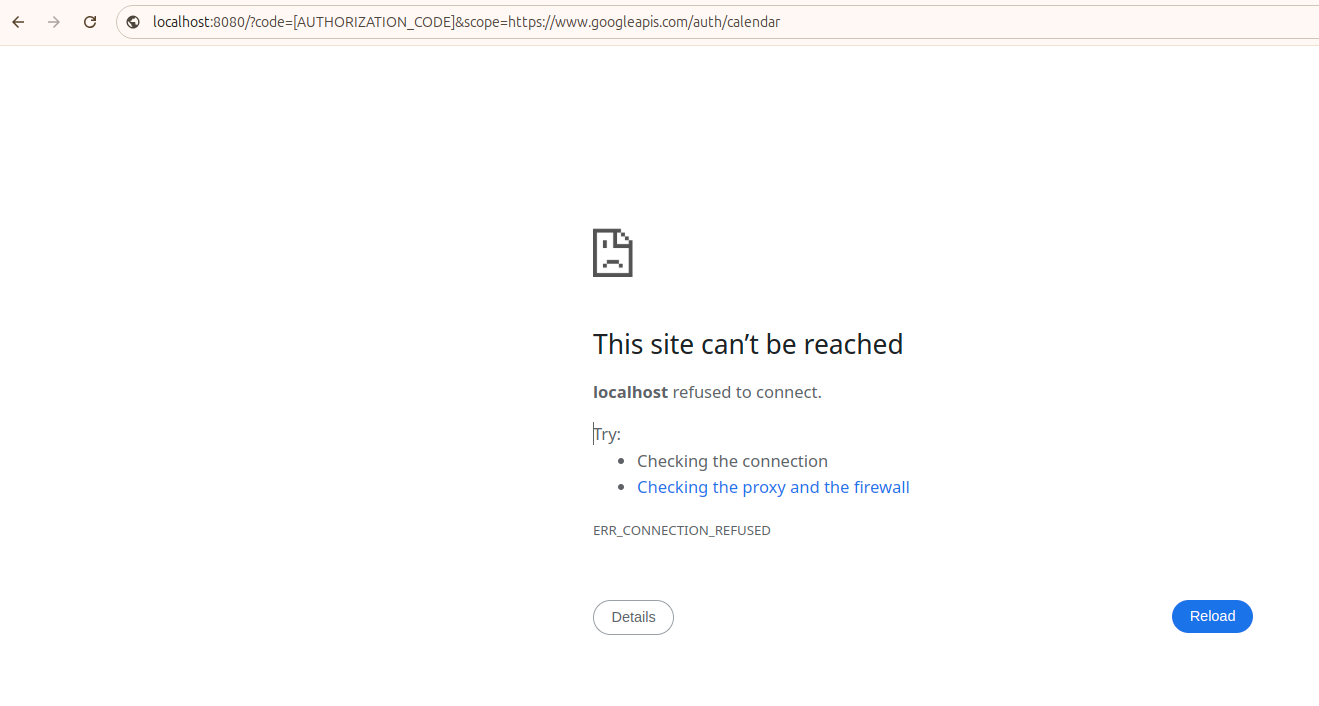 localhost:8080/?code=[AUTHORIZATION_CODE]&scope=https://www.googleapis.com/auth/calendar
This site can’t be reached
localhost refused to connect.
Try:
Checking the connection
Checking the proxy and the firewall
ERR_CONNECTION_REFUSED
Details
Reload